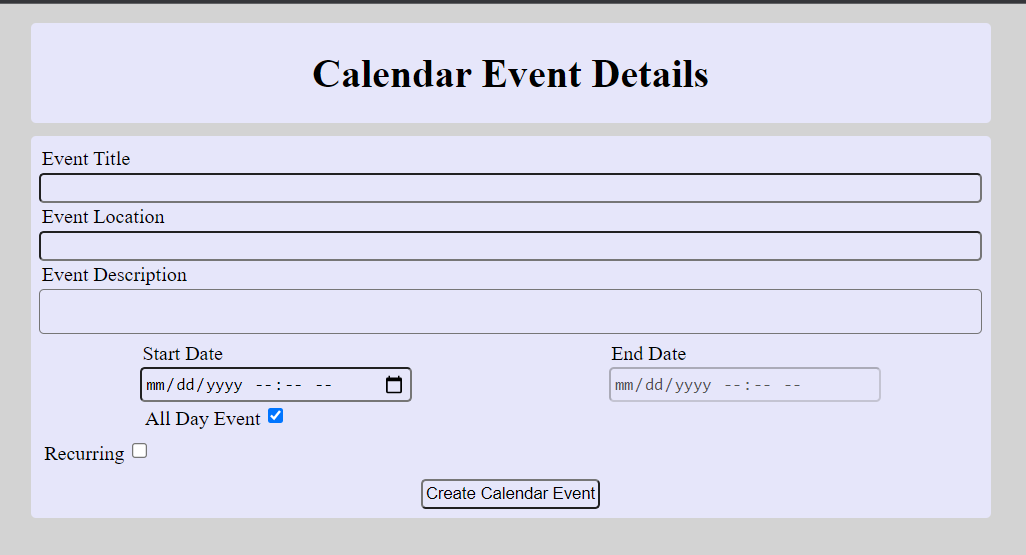 Calendar Event Details
Event Title
Event Location
Event Description
Start Date End Date
mm/dd/yyyy --:-- -- mm/dd/yyyy --:-- --
All Day Event
Recurring
Create Calendar Event